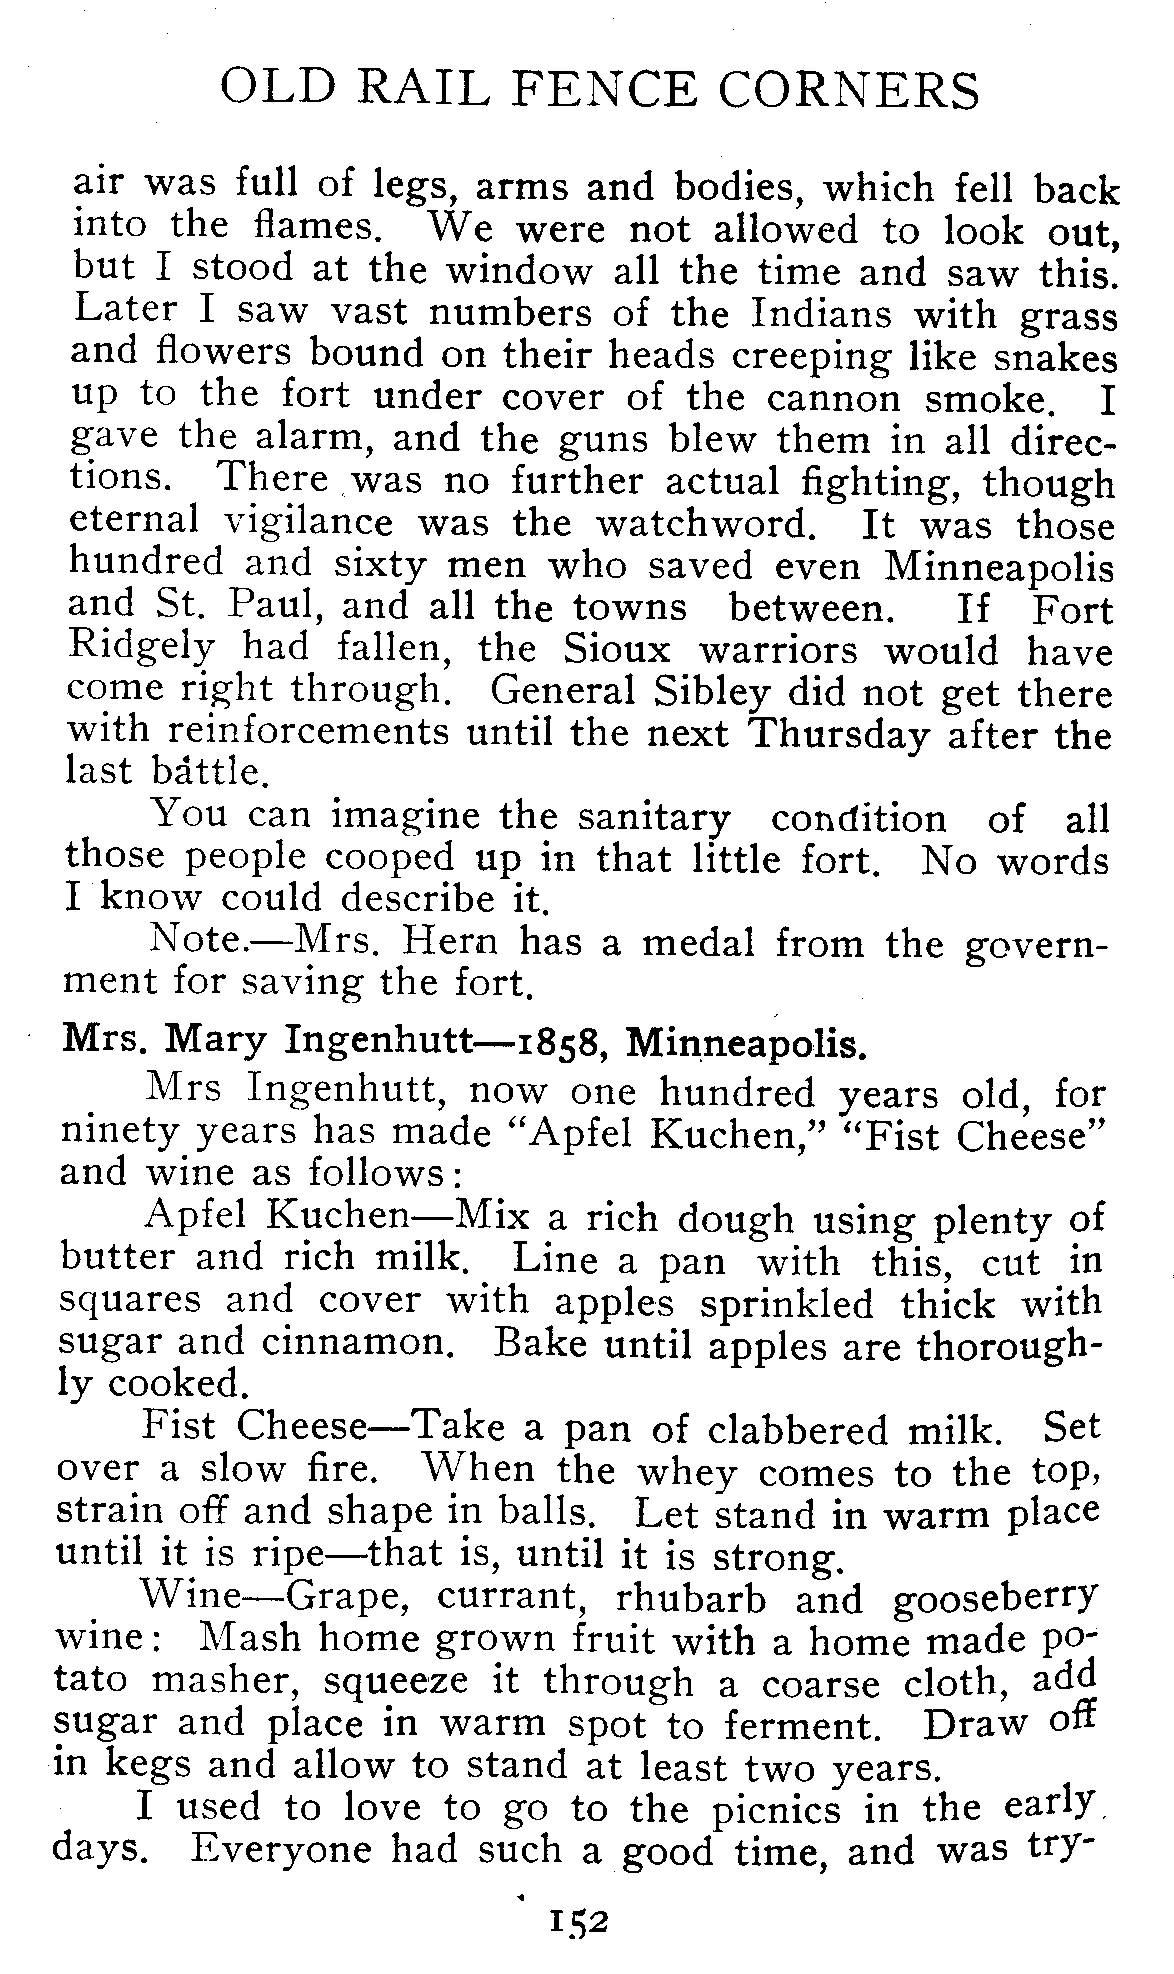 OLD RAIL FENCE CORNERS
air was full of legs, arms and bodies, which fell back
into the flames. We were not allowed to look out,
but I stood at the window all the time and saw this.
Later I saw vast numbers of the Indians with grass
and flowers bound on their heads creeping like snakes
up to the fort under cover of the cannon smoke. I
gave the alarm, and the guns blew them in all direc-
tions. There was no further actual fighting, though
eternal vigilance was the watchword. It was those
hundred and sixty men who saved even Minneapolis
and St. Paul, and all the towns between. If Fort
Ridgely had fallen, the Sioux warriors would have
come right through. General Sibley did not get there
with reinforcements until the next Thursday after the
last battle.
You can imagine the sanitary condition of all
those people cooped up in that little fort. No words
I know could describe it.
Note.—Mrs. Hern has a medal from the govern-
ment for saving the fort.
Mrs. Mary Ingenhutt—1858, Minneapolis.
Mrs Ingenhutt, now one hundred years old, for
ninety years has made "Apfel Kuchen," "Fist Cheese"
and wine as follows:
Apfel Kuchen—Mix a rich dough using plenty of
butter and rich milk. Line a pan with this, cut in
squares and cover with apples sprinkled thick with
sugar and cinnamon. Bake until apples are thorough-
ly cooked.
Fist Cheese—Take a pan of clabbered milk. Set
over a slow fire. When the whey comes to the top,
strain off and shape in balls. Let stand in warm place
until it is ripe—that is, until it is strong.
Wine—Grape, currant, rhubarb and gooseberry
wine: Mash home grown fruit with a home made po-
tato masher, squeeze it through a coarse cloth, add
sugar and place in warm spot to ferment. Draw off
in kegs and allow to stand at least two years.
I used to love to go to the picnics in the early
days. Everyone had such a good time, and was try-
152